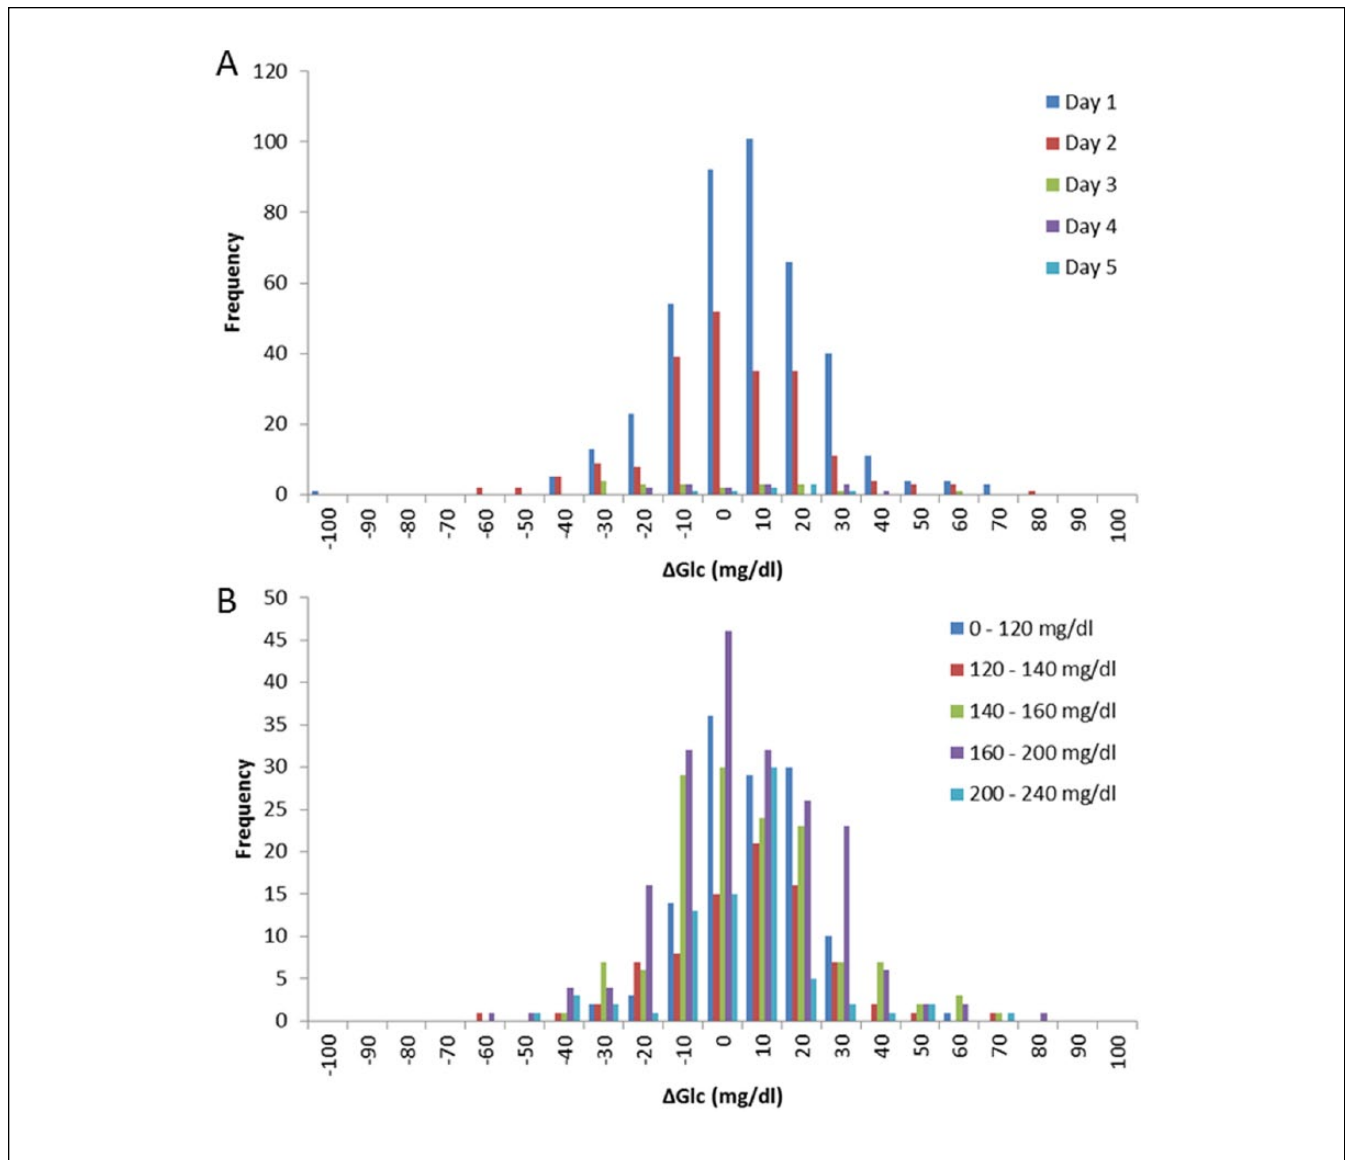 A
120
100
80
60
40
20
0
Frequency
Day 1
Day 2
Day 3
Day 4
Day 5
-100 -90 -80 -70 -60 -50 -40 -30 -20 -10 0 10 20 30 40 50 60 70 80 90 100
ΔGlc (mg/dl)
B
50
45
40
35
30
25
20
15
10
5
0
Frequency
0 - 120 mg/dl
120 - 140 mg/dl
140 - 160 mg/dl
160 - 200 mg/dl
200 - 240 mg/dl
-100 -90 -80 -70 -60 -50 -40 -30 -20 -10 0 10 20 30 40 50 60 70 80 90 100
ΔGlc (mg/dl)